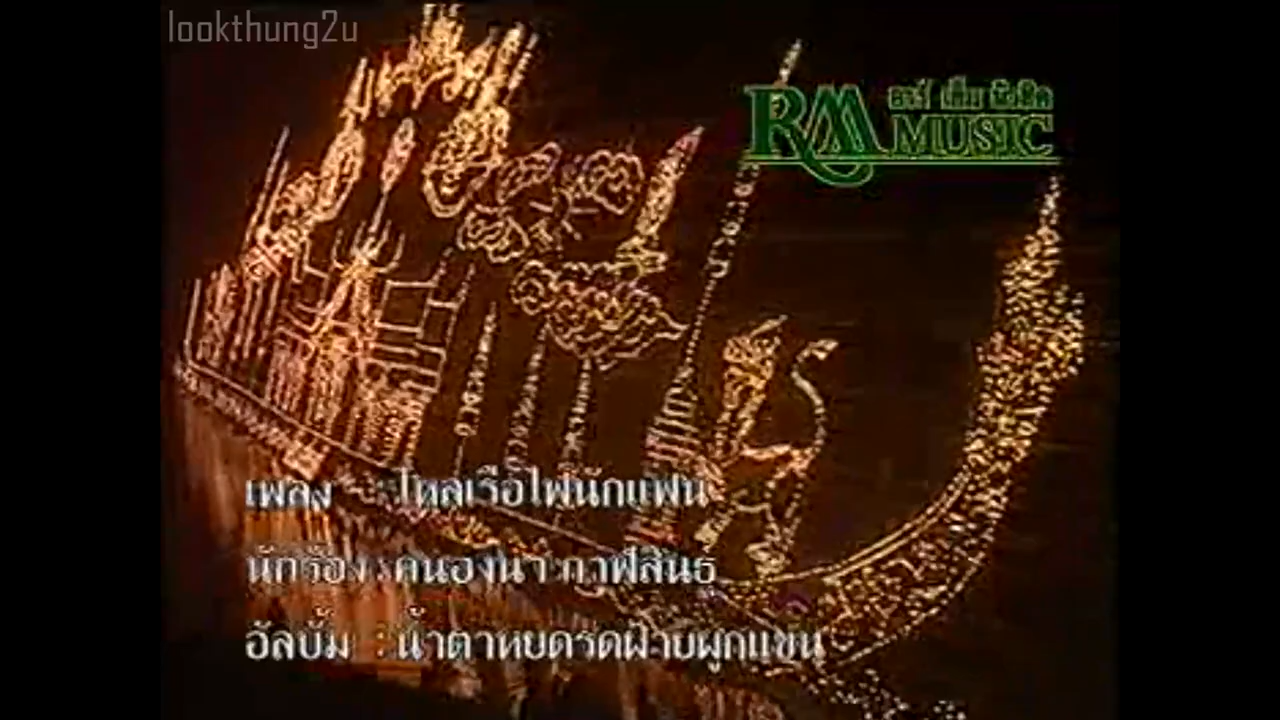 lookthung2u
RM อาร์ เอ็ม มิวสิค
MUSIC
เพลง : ไหลเรือไฟนัดแฟน
นักร้อง : คนองนา กาฬสินธุ์
อัลบั้ม : น้ำตาหยดรดฝ้ายผูกแขน